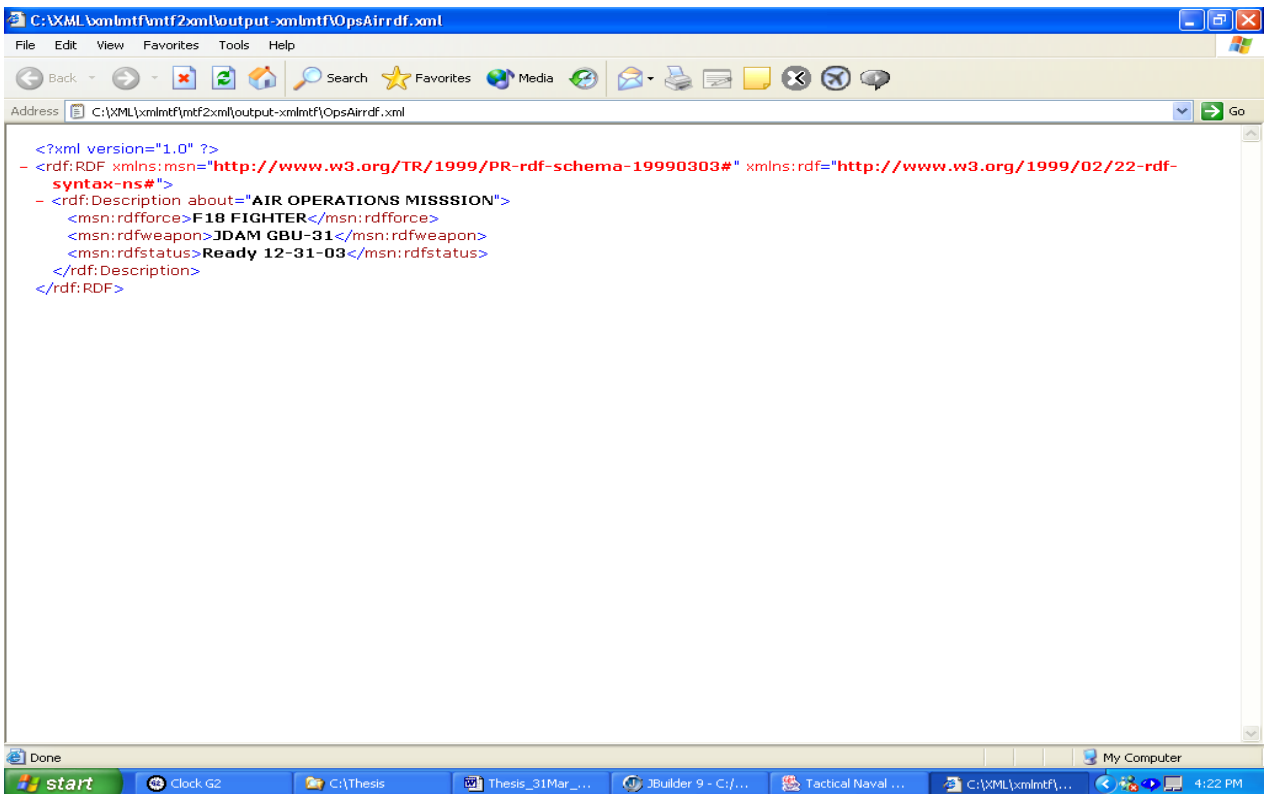 C:\XML\xmlmtf\mtf2xml\output-xmlmtf\OpsAirrdf.xml
File Edit View Favorites Tools Help
Back Search Favorites Media
Address C:\XML\xmlmtf\mtf2xml\output-xmlmtf\OpsAirrdf.xml Go
<?xml version="1.0" ?>
- <rdf:RDF xmlns:msn="http://www.w3.org/TR/1999/PR-rdf-schema-19990303#" xmlns:rdf="http://www.w3.org/1999/02/22-rdf-
syntax-ns#">
- <rdf:Description about="AIR OPERATIONS MISSSION">
<msn:rdfforce>F18 FIGHTER</msn:rdfforce>
<msn:rdfweapon>JDAM GBU-31</msn:rdfweapon>
<msn:rdfstatus>Ready 12-31-03</msn:rdfstatus>
</rdf:Description>
</rdf:RDF>
Done My Computer
start Clock G2 C:\Thesis Thesis_31Mar_... JBuilder 9 - C:/... Tactical Naval ... C:\XML\xmlmtf\... 4:22 PM